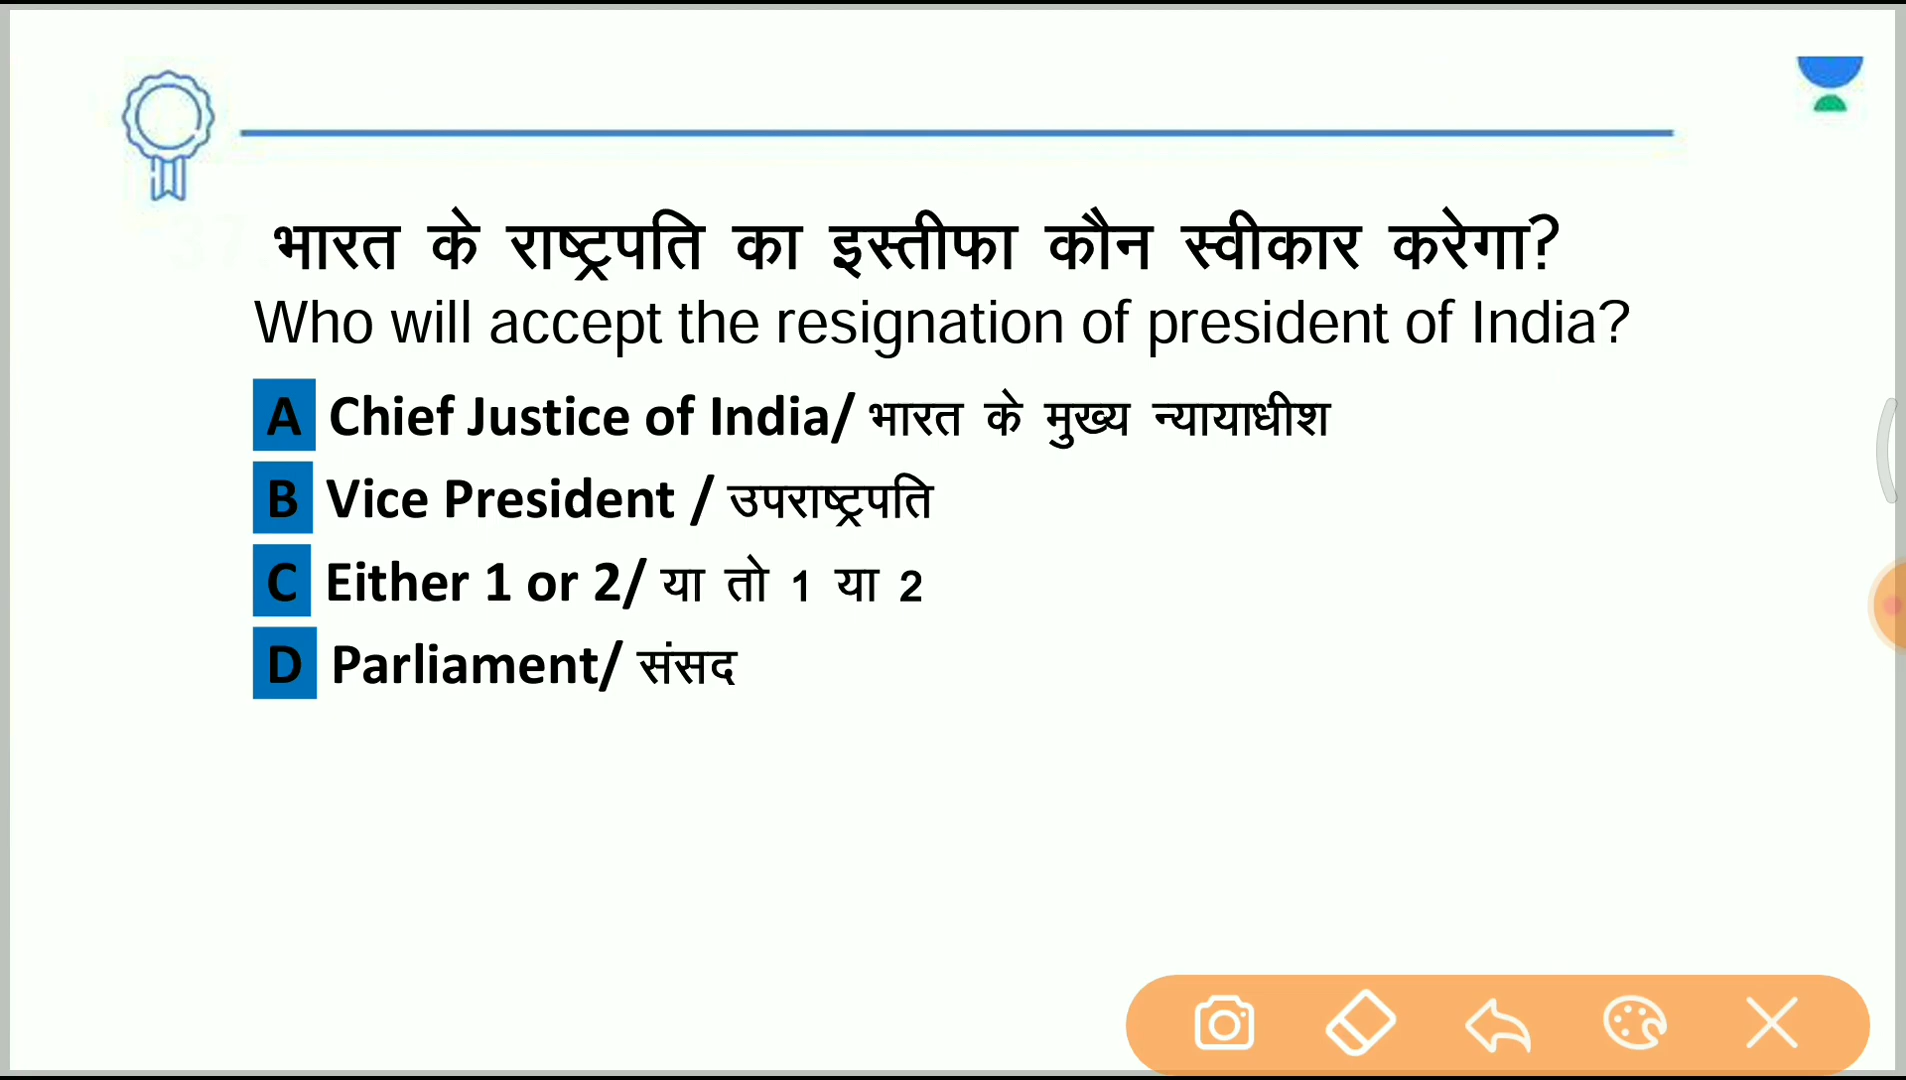 भारत के राष्ट्रपति का इस्तीफा कौन स्वीकार करेगा?
Who will accept the resignation of president of India?
A Chief Justice of India/ भारत के मुख्य न्यायाधीश
B Vice President / उपराष्ट्रपति
C Either 1 or 2/ या तो 1 या 2
D Parliament/ संसद